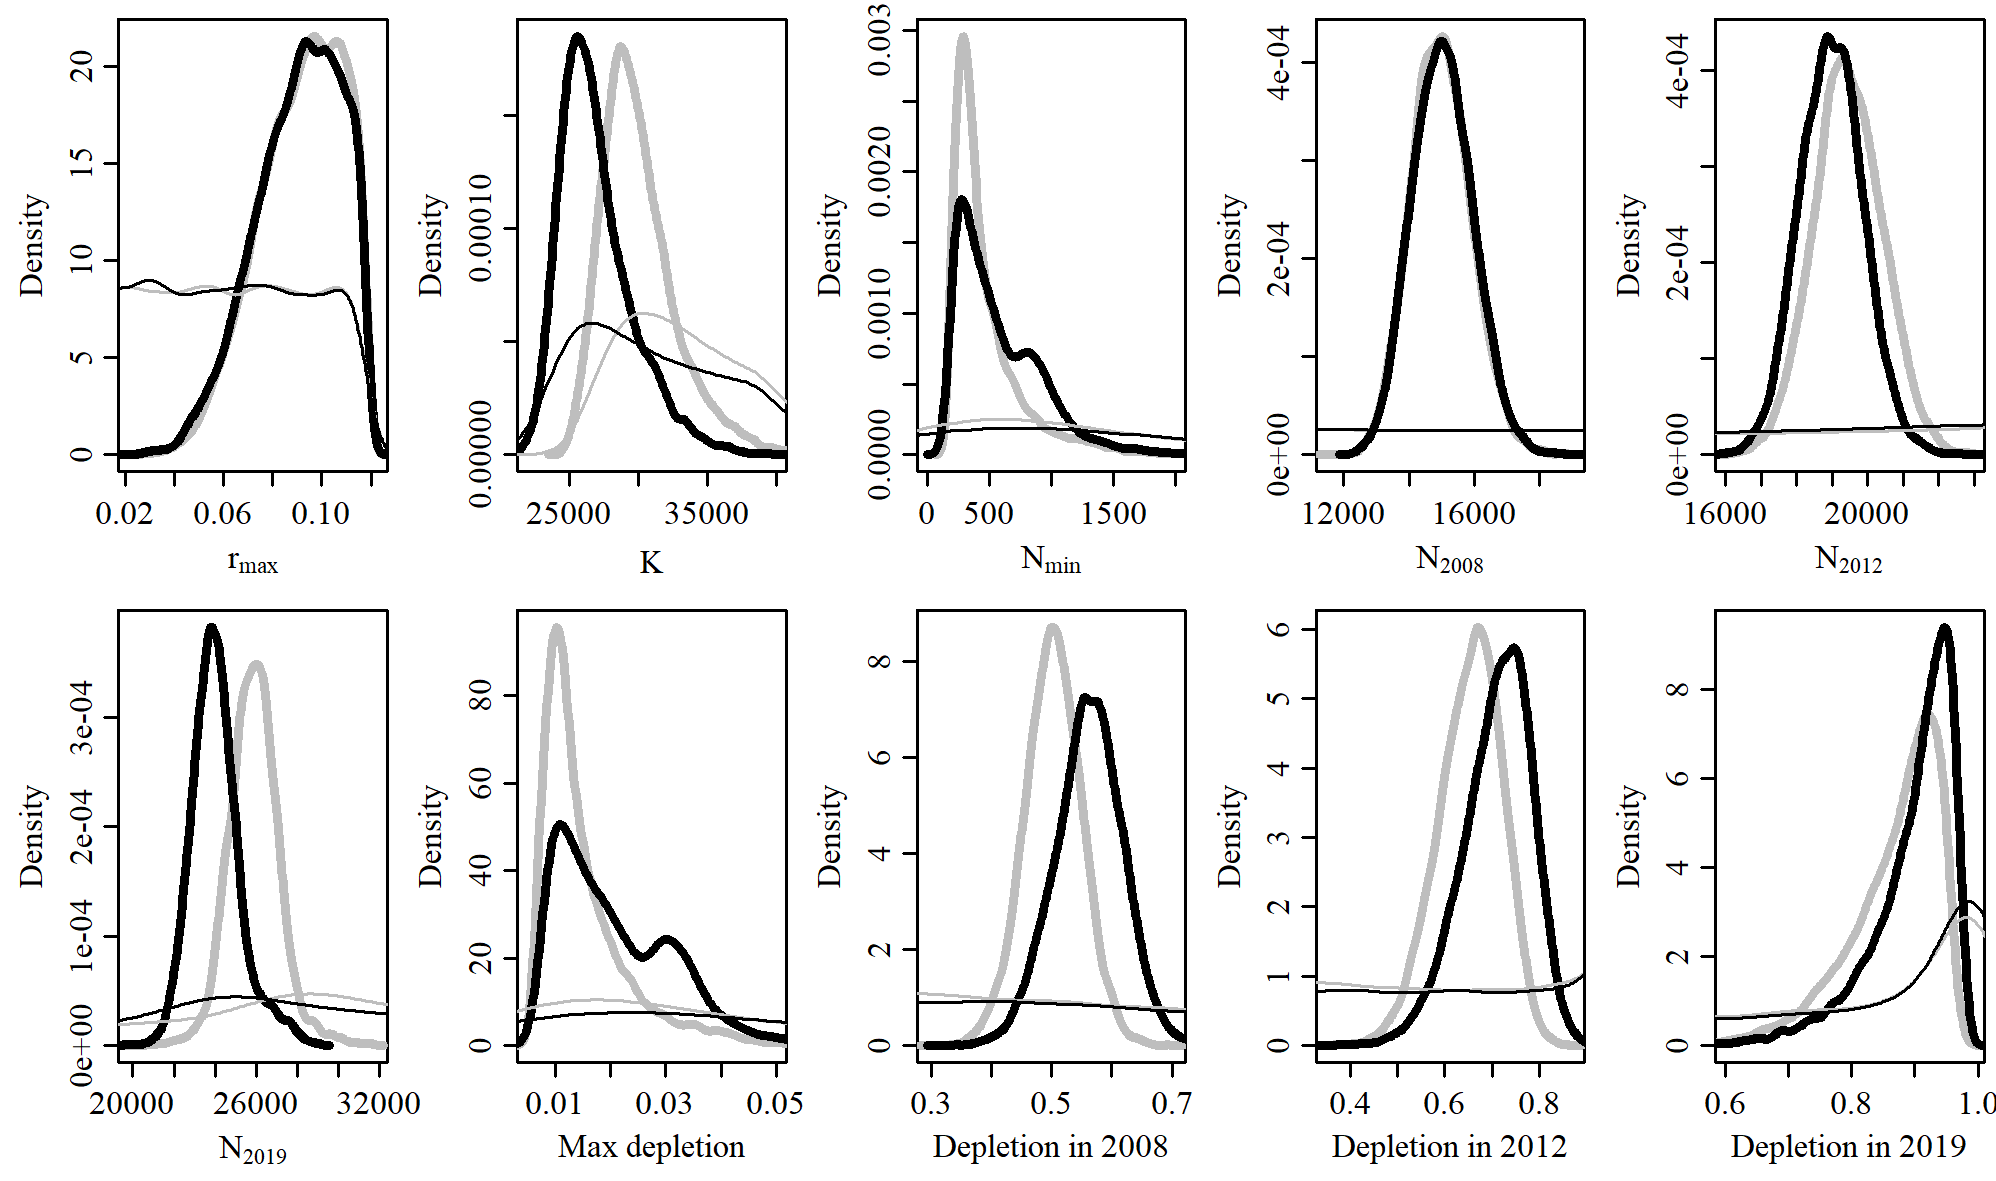 Density
0 5 10 15 20
0.02 0.06 0.10
r_max
Density
0.00000 0.00010
25000 35000
K
Density
0.0000 0.0010 0.0020 0.003
0 500 1500
N_min
Density
0e+00 2e-04 4e-04
12000 16000
N_2008
Density
0e+00 2e-04 4e-04
16000 20000
N_2012
Density
0e+00 1e-04 2e-04 3e-04
20000 26000 32000
N_2019
Density
0 20 40 60 80
0.01 0.03 0.05
Max depletion
Density
0 2 4 6 8
0.3 0.5 0.7
Depletion in 2008
Density
0 1 2 3 4 5 6
0.4 0.6 0.8
Depletion in 2012
Density
0 2 4 6 8
0.6 0.8 1.0
Depletion in 2019